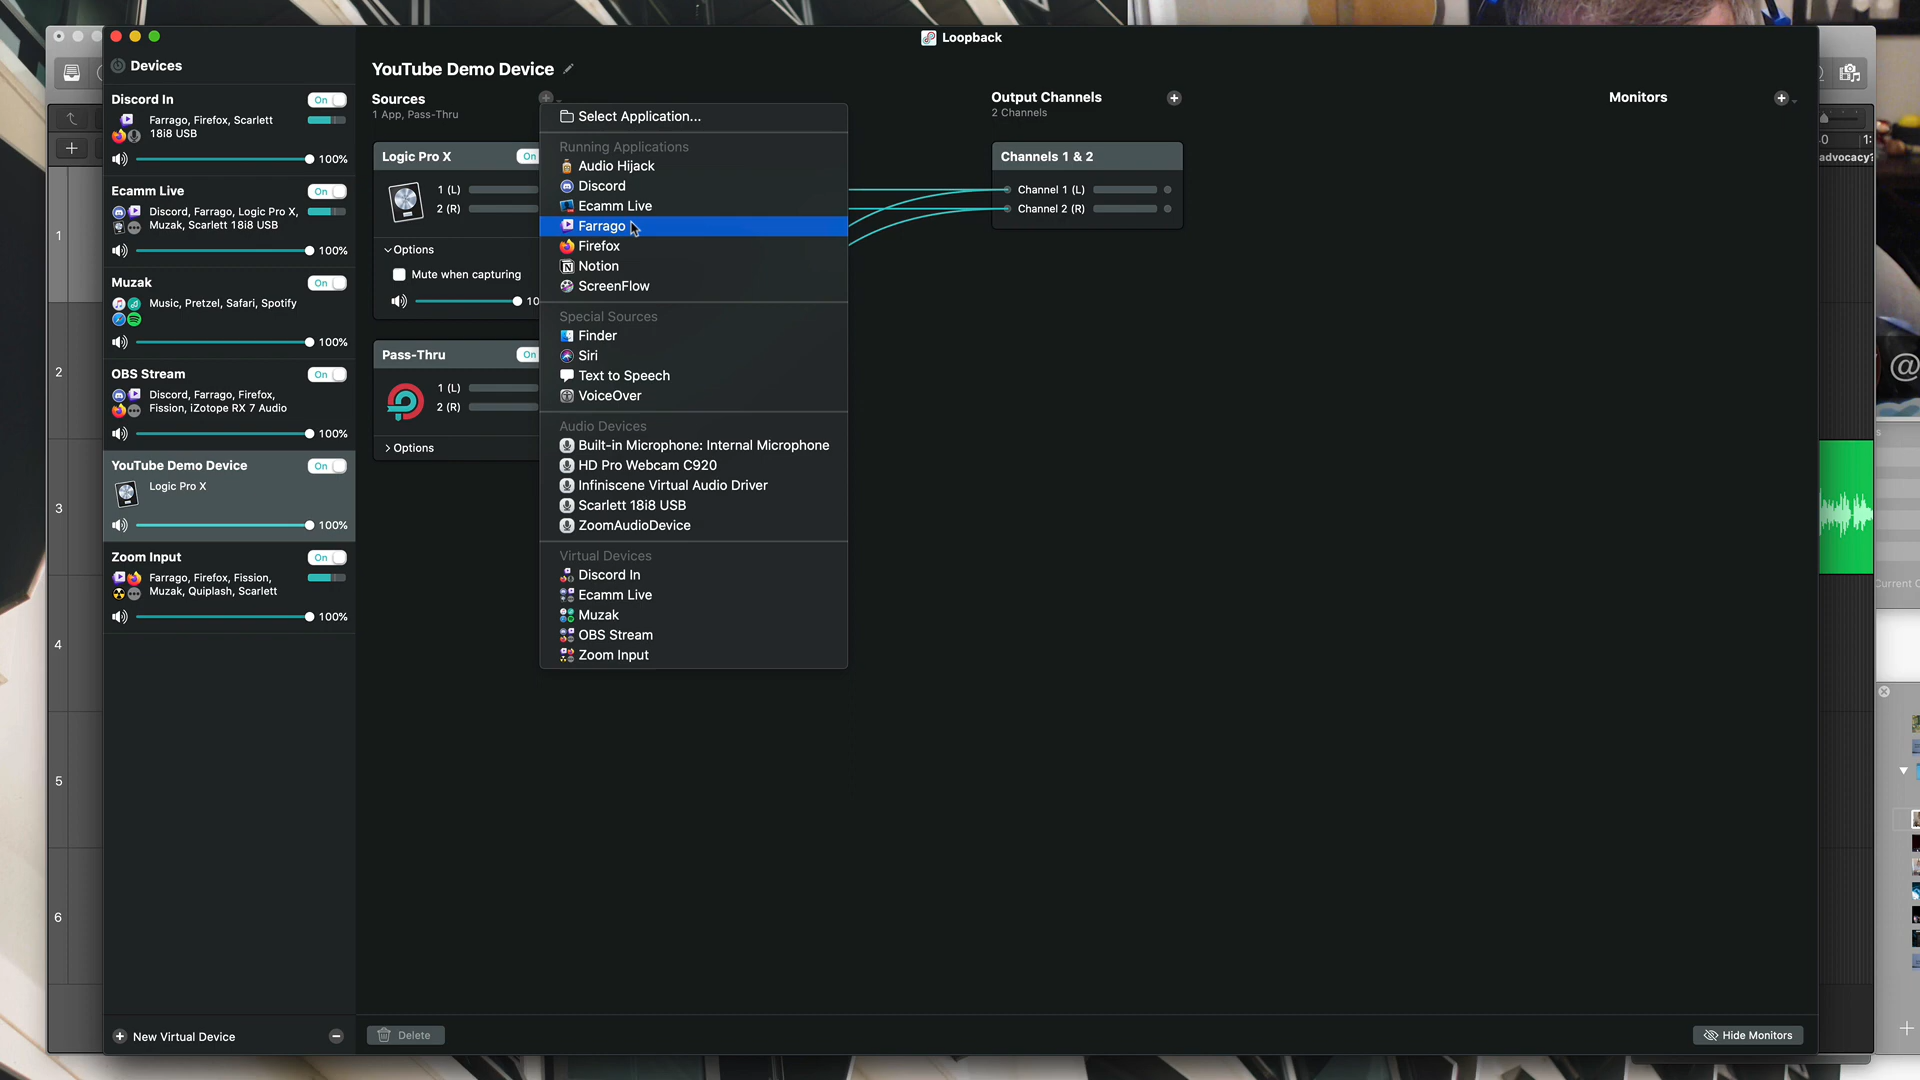 Loopback
Devices
Discord In
On
Farrago, Firefox, Scarlett
18i8 USB
100%
Ecamm Live
On
Discord, Farrago, Logic Pro X,
Muzak, Scarlett 18i8 USB
100%
Muzak
On
Music, Pretzel, Safari, Spotify
100%
OBS Stream
On
Discord, Farrago, Firefox,
Fission, iZotope RX 7 Audio
100%
YouTube Demo Device
On
Logic Pro X
100%
Zoom Input
On
Farrago, Firefox, Fission,
Muzak, Quiplash, Scarlett
100%
New Virtual Device
YouTube Demo Device
Sources
1 App, Pass-Thru
Logic Pro X
On
1 (L)
2 (R)
Options
Mute when capturing
10
Pass-Thru
On
1 (L)
2 (R)
Options
Delete
Select Application...
Running Applications
Audio Hijack
Discord
Ecamm Live
Farrago
Firefox
Notion
ScreenFlow
Special Sources
Finder
Siri
Text to Speech
VoiceOver
Audio Devices
Built-in Microphone: Internal Microphone
HD Pro Webcam C920
Infiniscene Virtual Audio Driver
Scarlett 18i8 USB
ZoomAudioDevice
Virtual Devices
Discord In
Ecamm Live
Muzak
OBS Stream
Zoom Input
Output Channels
2 Channels
Channels 1 & 2
Channel 1 (L)
Channel 2 (R)
Monitors
Hide Monitors
1
2
3
4
5
6
0
1:
advocacy?
@
s
Current C